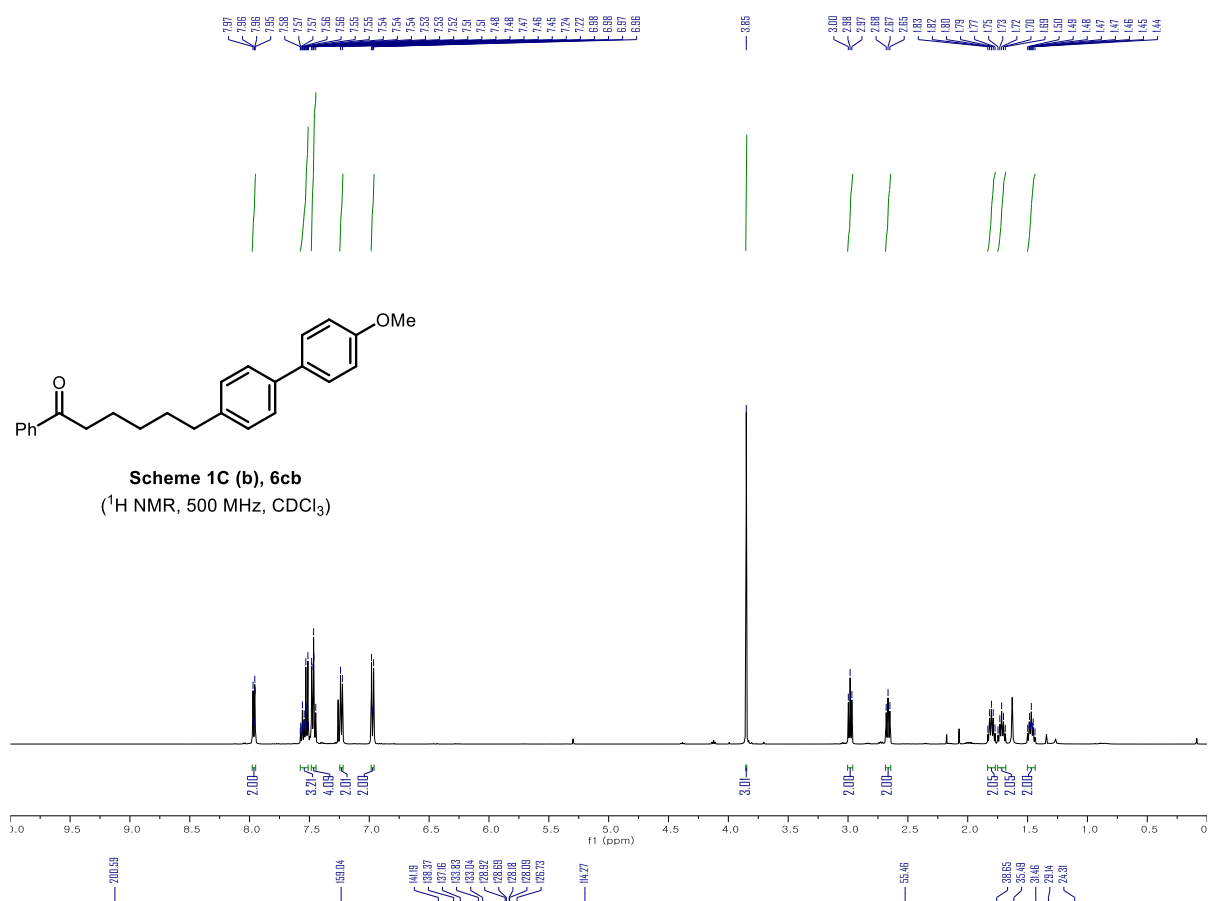 7.97 7.96 7.96 7.95 7.58 7.57 7.57 7.56 7.56 7.55 7.55 7.54 7.54 7.54 7.53 7.53 7.52 7.51 7.51 7.48 7.48 7.47 7.46 7.45 7.24 7.22 6.98 6.98 6.97 6.96 3.85 3.00 2.98 2.97 2.68 2.67 2.65 1.83 1.82 1.80 1.79 1.77 1.75 1.73 1.72 1.70 1.69 1.50 1.49 1.48 1.47 1.47 1.46 1.45 1.44
OMe
O
Ph
Scheme 1C (b), 6cb
(¹H NMR, 500 MHz, CDCl₃)
2.00 3.21 4.09 2.01 2.00 3.01 2.00 2.00 2.05 2.05 2.00
0.0 9.5 9.0 8.5 8.0 7.5 7.0 6.5 6.0 5.5 5.0 4.5 4.0 3.5 3.0 2.5 2.0 1.5 1.0 0.5 0
f1 (ppm)
200.59 159.04 141.19 138.37 137.16 133.83 133.04 128.92 128.69 128.18 128.09 126.73 114.27 55.46 38.65 35.49 31.46 29.14 24.31